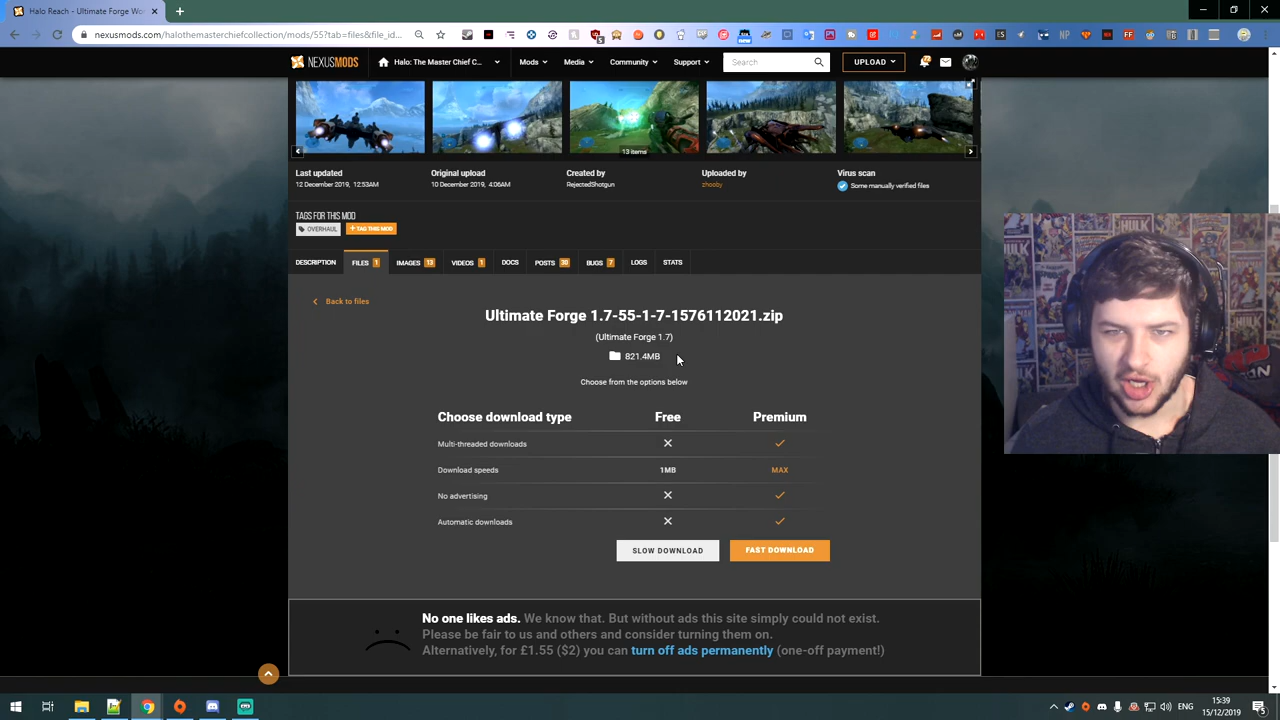 Halo Reach - Ultimate Forge Wor
nexusmods.com/halothemasterchiefcollection/mods/55?tab=files&file_id...
NEXUSMODS
Halo: The Master Chief C...
Mods
Media
Community
Support
Search
UPLOAD
13 items
Last updated
12 December 2019, 12:53AM
Original upload
10 December 2019, 4:06AM
Created by
RejectedShotgun
Uploaded by
zhooby
Virus scan
Some manually verified files
TAGS FOR THIS MOD
OVERHAUL
+ TAG THIS MOD
DESCRIPTION
FILES 1
IMAGES 13
VIDEOS 1
DOCS
POSTS 30
BUGS 7
LOGS
STATS
Back to files
Ultimate Forge 1.7-55-1-7-1576112021.zip
(Ultimate Forge 1.7)
821.4MB
Choose from the options below
Choose download type Free Premium
Multi-threaded downloads
Download speeds 1MB MAX
No advertising
Automatic downloads
SLOW DOWNLOAD FAST DOWNLOAD
No one likes ads. We know that. But without ads this site simply could not exist.
Please be fair to us and others and consider turning them on.
Alternatively, for £1.55 ($2) you can turn off ads permanently (one-off payment!)
15:39
15/12/2019